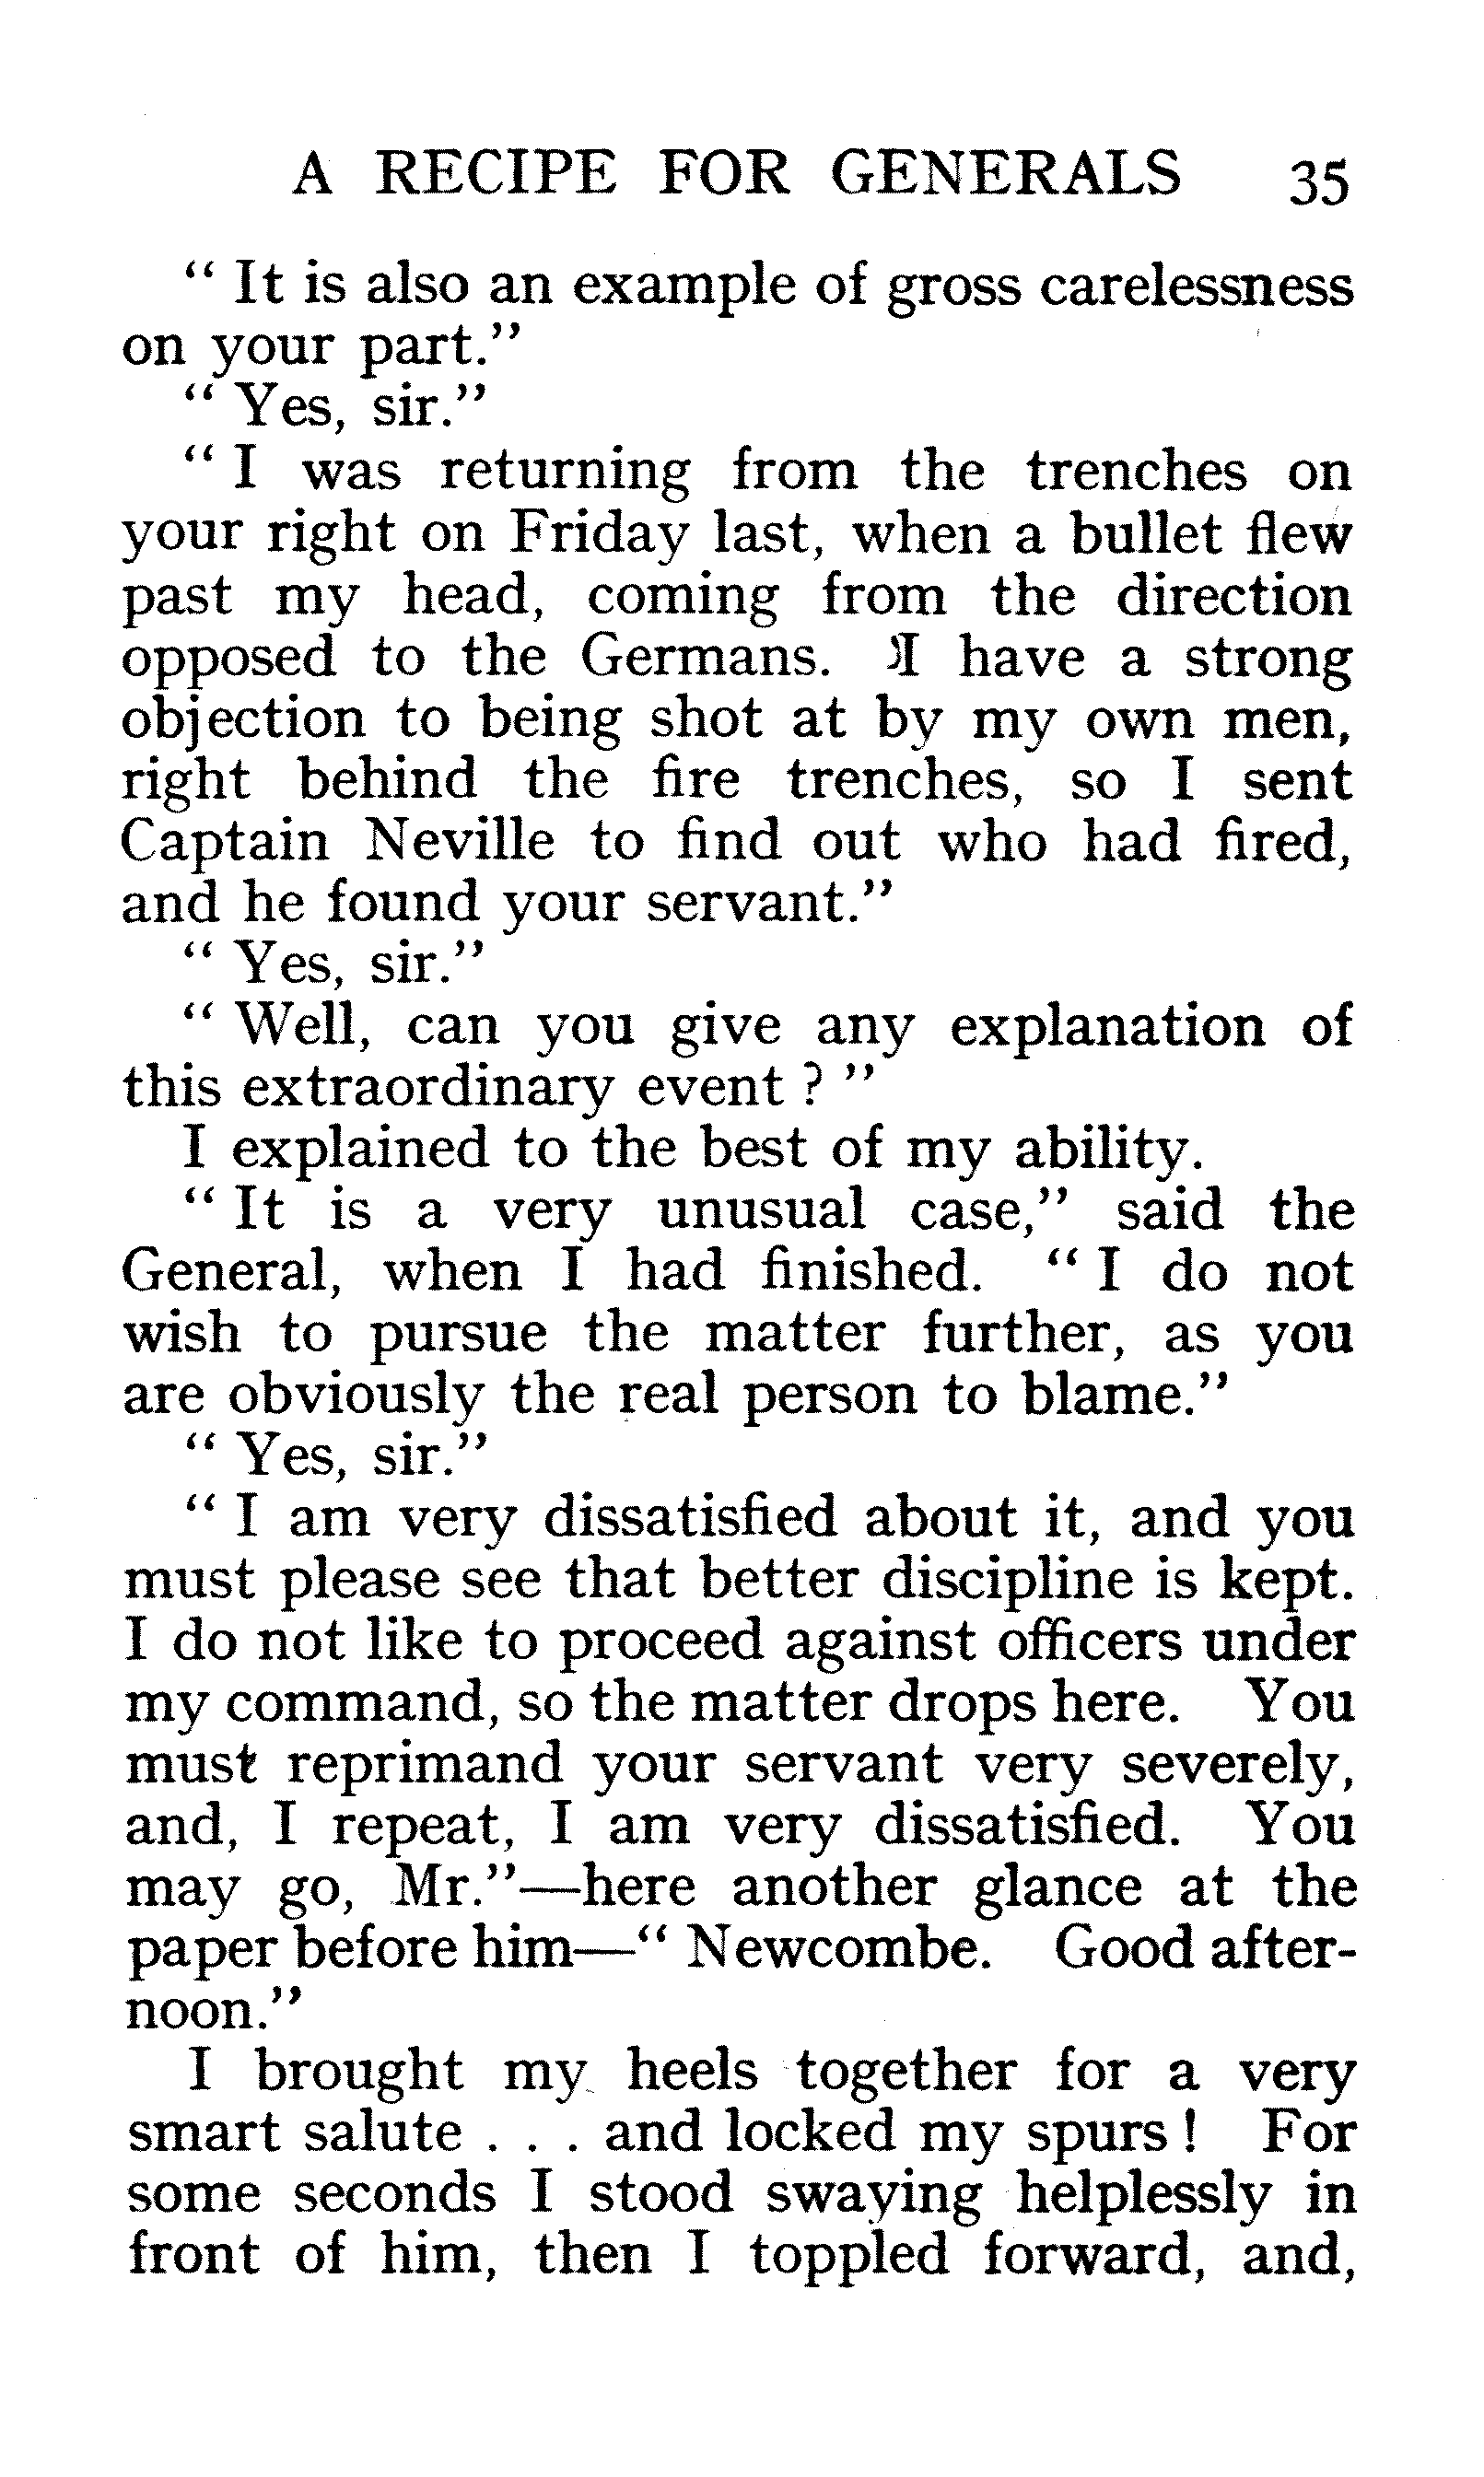 A RECIPE FOR GENERALS 35
“ It is also an example of gross carelessness
on your part.”
“ Yes, sir.”
“ I was returning from the trenches on
your right on Friday last, when a bullet flew
past my head, coming from the direction
opposed to the Germans. I have a strong
objection to being shot at by my own men,
right behind the fire trenches, so I sent
Captain Neville to find out who had fired,
and he found your servant.”
“ Yes, sir.”
“ Well, can you give any explanation of
this extraordinary event ? ”
I explained to the best of my ability.
“ It is a very unusual case,” said the
General, when I had finished. “ I do not
wish to pursue the matter further, as you
are obviously the real person to blame.”
“ Yes, sir.”
“ I am very dissatisfied about it, and you
must please see that better discipline is kept.
I do not like to proceed against officers under
my command, so the matter drops here. You
must reprimand your servant very severely,
and, I repeat, I am very dissatisfied. You
may go, Mr.”—here another glance at the
paper before him—“ Newcombe. Good after-
noon.”
I brought my heels together for a very
smart salute . . . and locked my spurs ! For
some seconds I stood swaying helplessly in
front of him, then I toppled forward, and,